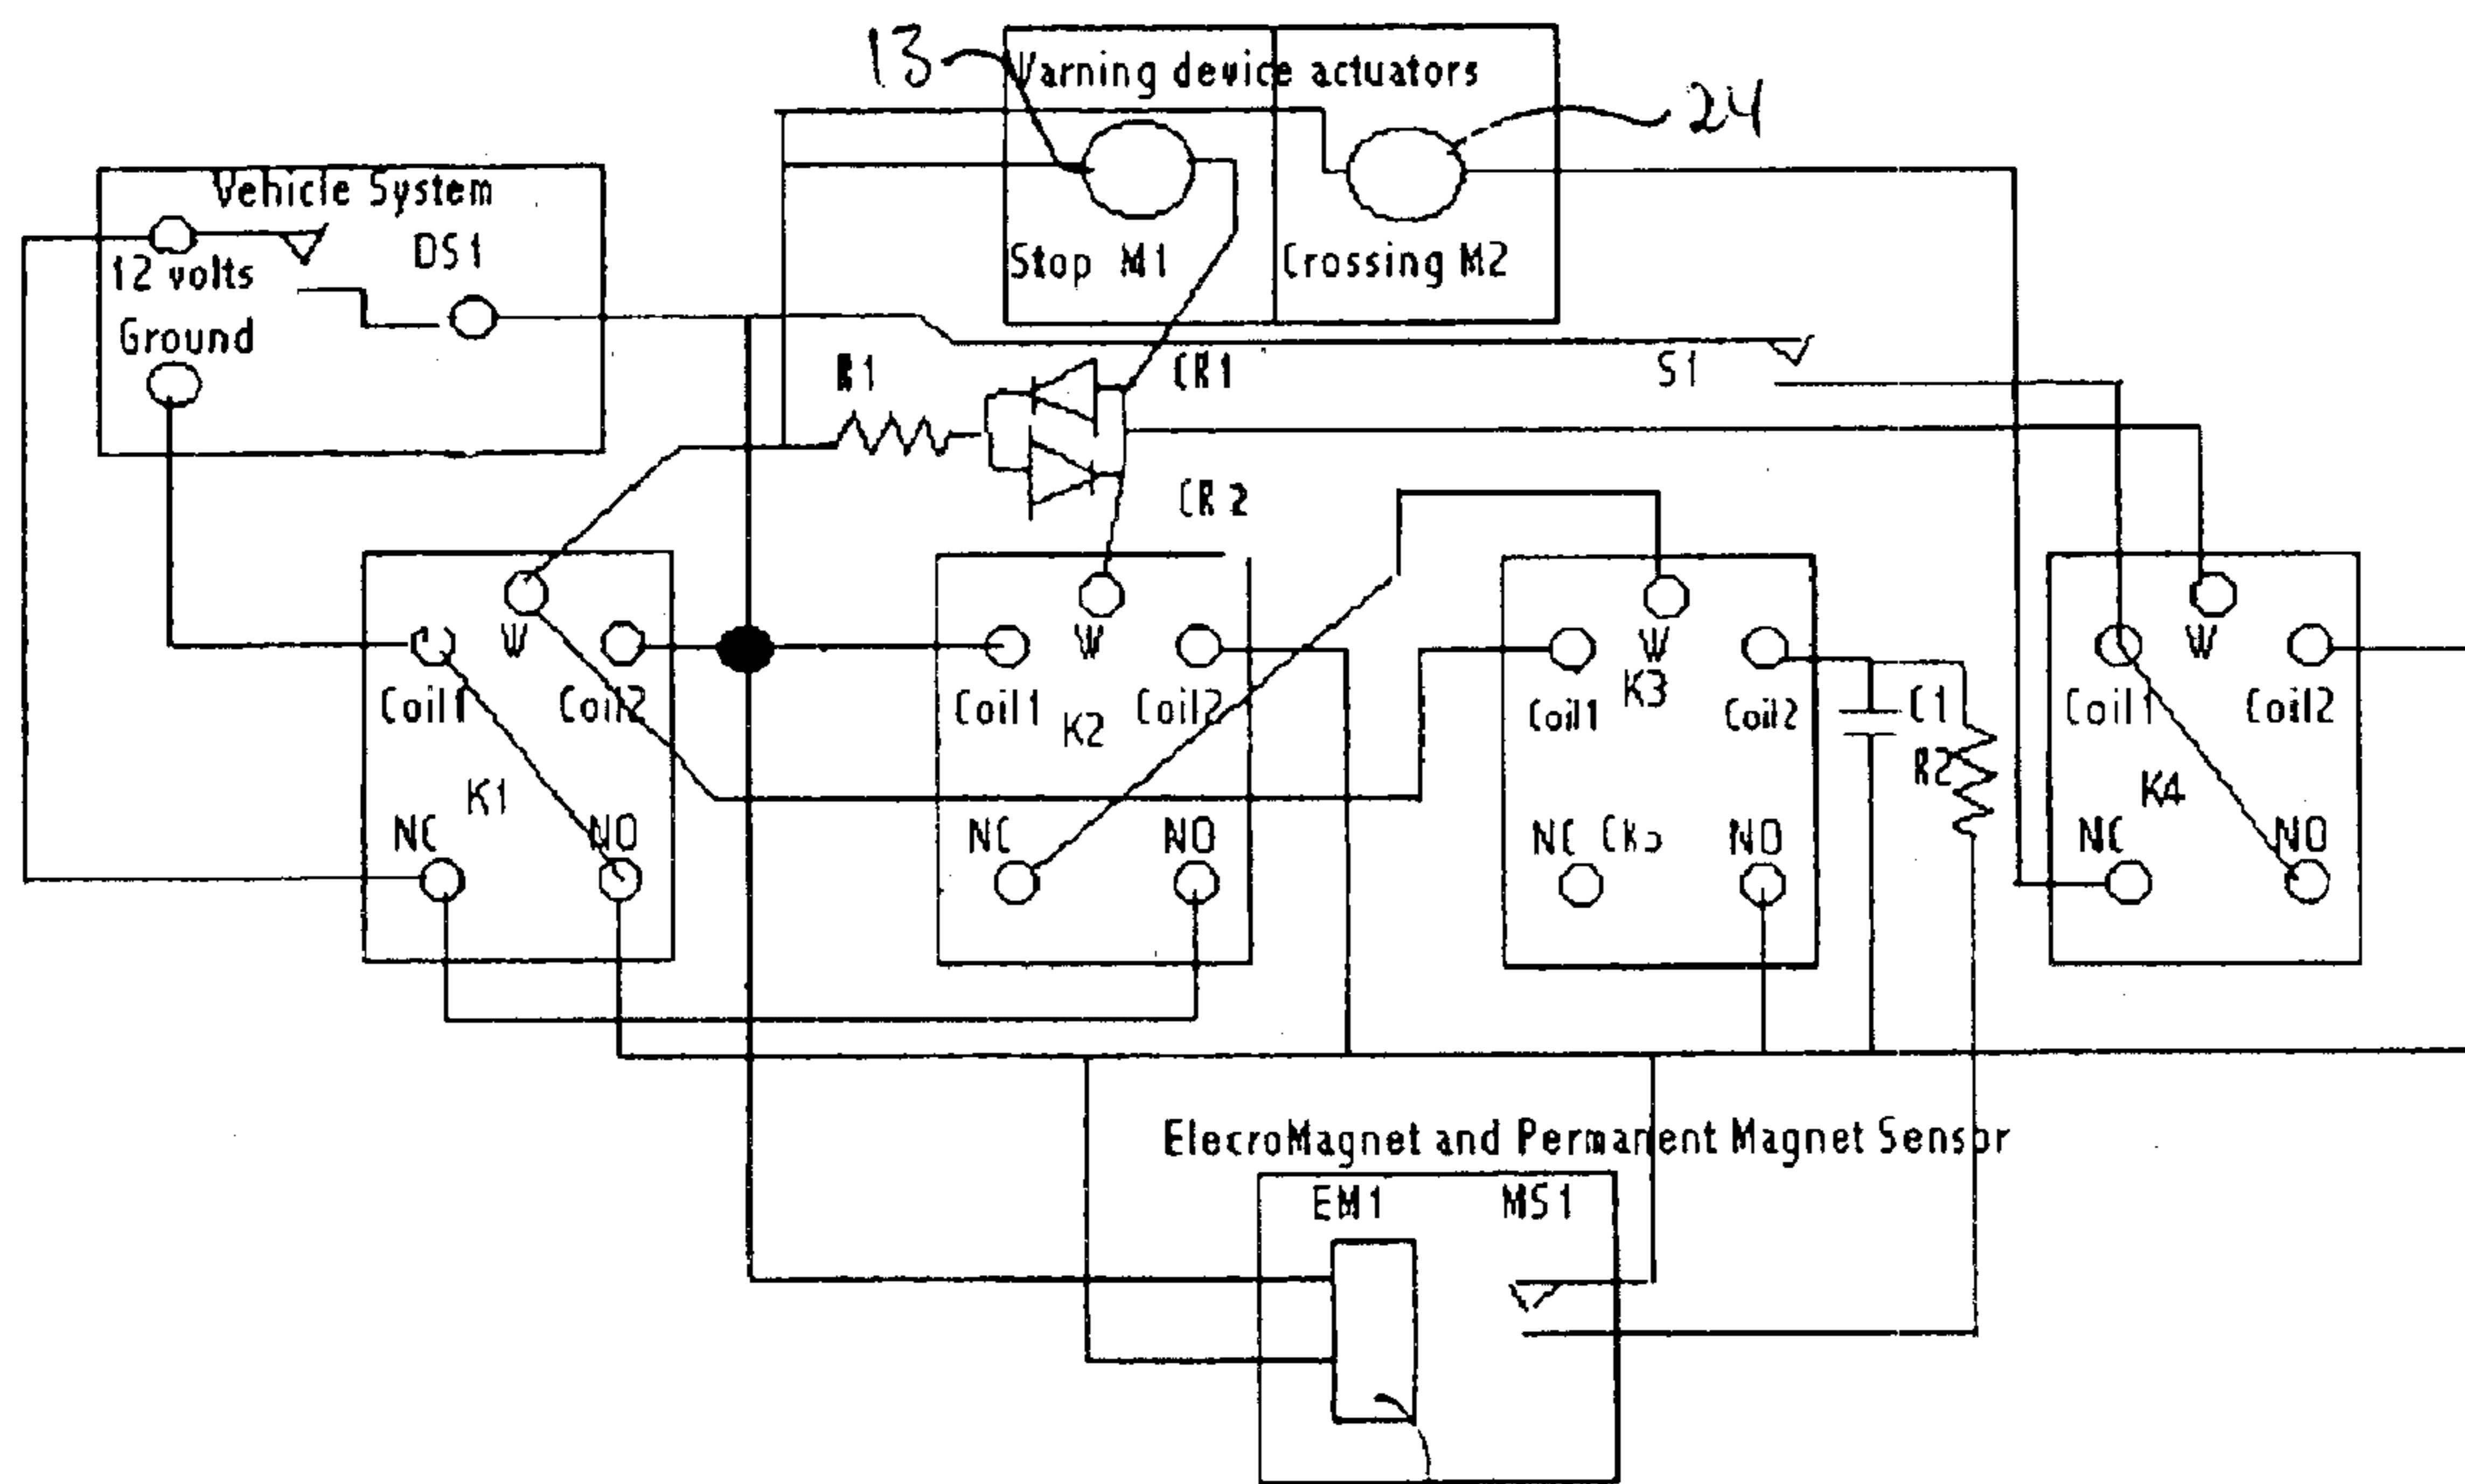 13
Warning device actuators
24
Vehicle System
12 volts
DS1
Ground
Stop M1
Crossing M2
R1
CR1
S1
CR2
W
Coil1
Coil2
K1
NC
NO
W
Coil1
Coil2
K2
NC
NO
W
K3
Coil1
Coil2
NC
NO
C1
R2
W
Coil1
Coil2
K4
NC
NO
ElecroMagnet and Permanent Magnet Sensor
EM1
MS1